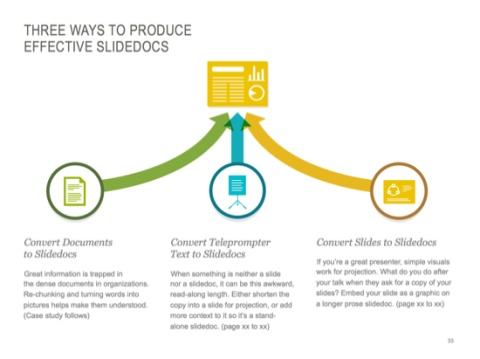 THREE WAYS TO PRODUCE
EFFECTIVE SLIDEDOCS
Convert Documents
to Slidedocs
Great information is trapped in
the dense documents in organizations.
Re-chunking and turning words into
pictures helps make them understood.
(Case study follows)
Convert Teleprompter
Text to Slidedocs
When something is neither a slide
nor a slidedoc, it can be this awkward,
read-along length. Either shorten the
copy into a slide for projection, or add
more context to it so it's a stand-
alone slidedoc. (page xx to xx)
Convert Slides to Slidedocs
If you're a great presenter, simple visuals
work for projection. What do you do after
your talk when they ask for a copy of your
slides? Embed your slide as a graphic on
a longer prose slidedoc. (page xx to xx)
33